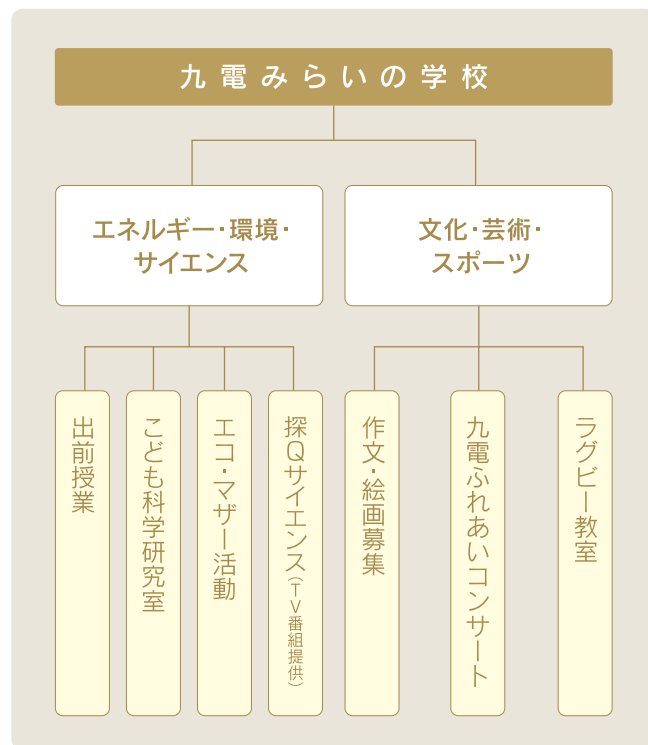 九電みらいの学校
エネルギー・環境・
サイエンス
文化・芸術・
スポーツ
出前授業
こども科学研究室
エコ・マザー活動
探Qサイエンス（TV番組提供）
作文・絵画募集
九電ふれあいコンサート
ラグビー教室